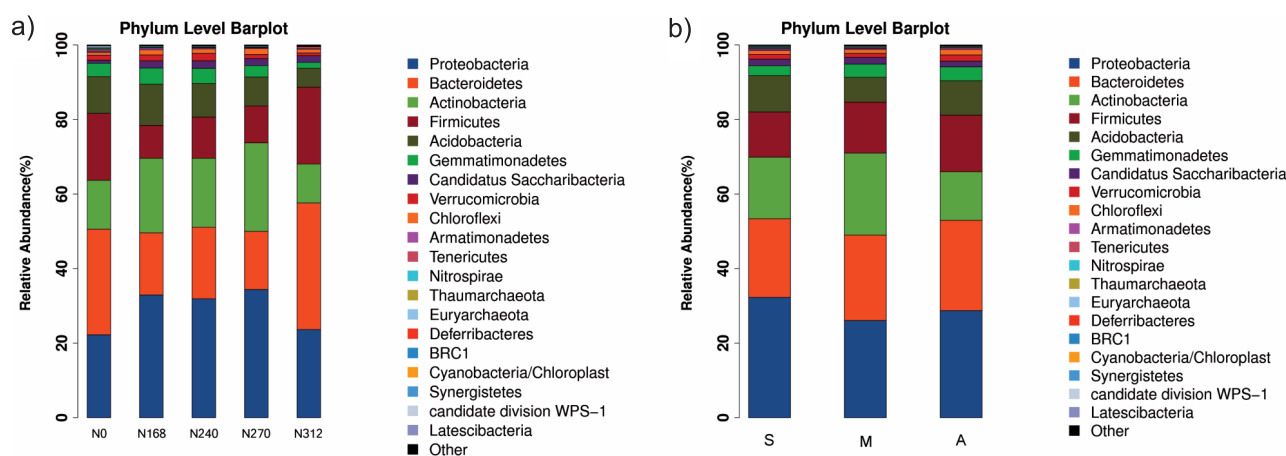 a)
Phylum Level Barplot
Relative Abundance(%)
100
80
60
40
20
0
N0 N168 N240 N270 N312
Proteobacteria
Bacteroidetes
Actinobacteria
Firmicutes
Acidobacteria
Gemmatimonadetes
Candidatus Saccharibacteria
Verrucomicrobia
Chloroflexi
Armatimonadetes
Tenericutes
Nitrospirae
Thaumarchaeota
Euryarchaeota
Deferribacteres
BRC1
Cyanobacteria/Chloroplast
Synergistetes
candidate division WPS−1
Latescibacteria
Other
b)
Phylum Level Barplot
Relative Abundance(%)
100
80
60
40
20
0
S M A
Proteobacteria
Bacteroidetes
Actinobacteria
Firmicutes
Acidobacteria
Gemmatimonadetes
Candidatus Saccharibacteria
Verrucomicrobia
Chloroflexi
Armatimonadetes
Tenericutes
Nitrospirae
Thaumarchaeota
Euryarchaeota
Deferribacteres
BRC1
Cyanobacteria/Chloroplast
Synergistetes
candidate division WPS−1
Latescibacteria
Other